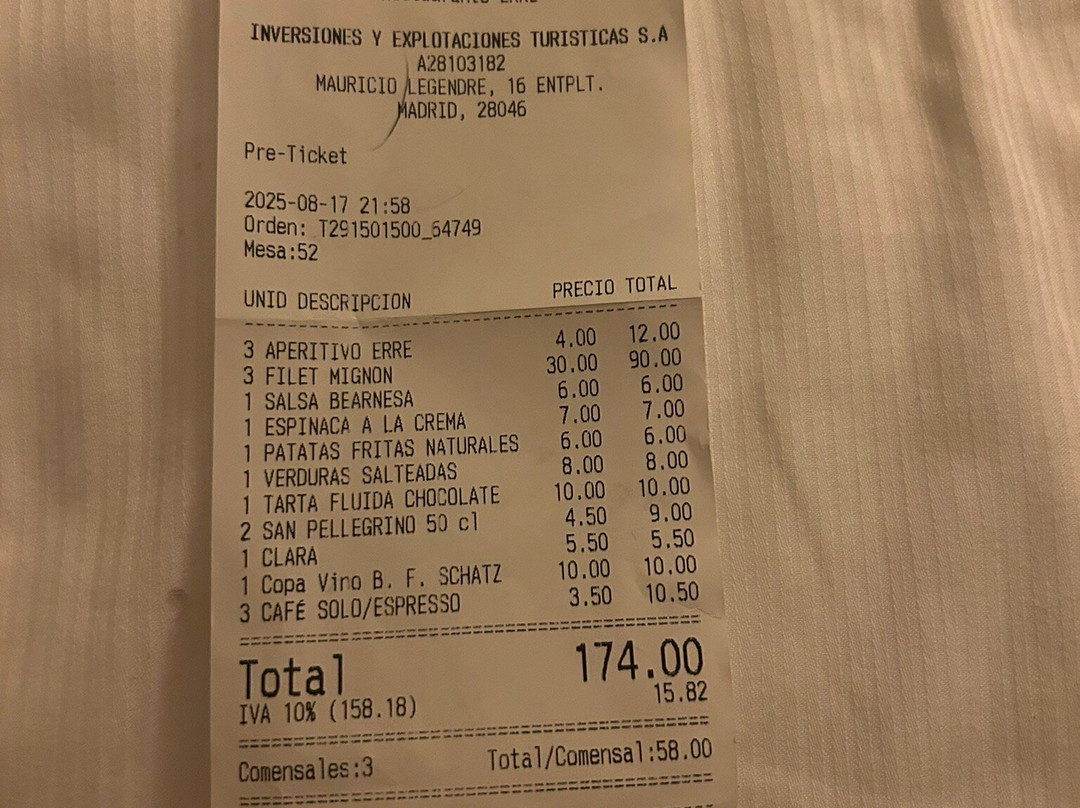 INVERSIONES Y EXPLOTACIONES TURISTICAS S.A
A28103182
MAURICIO LEGENDRE, 16 ENTPLT.
MADRID, 28046
Pre-Ticket
2025-08-17 21:58
Orden: T291501500_64749
Mesa:52
UNID DESCRIPCION PRECIO TOTAL
3 APERITIVO ERRE 4.00 12.00
3 FILET MIGNON 30.00 90.00
1 SALSA BEARNESA 6.00 6.00
1 ESPINACA A LA CREMA 7.00 7.00
1 PATATAS FRITAS NATURALES 6.00 6.00
1 VERDURAS SALTEADAS 8.00 8.00
1 TARTA FLUIDA CHOCOLATE 10.00 10.00
2 SAN PELLEGRINO 50 cl 4.50 9.00
1 CLARA 5.50 5.50
1 Copa Vino B. F. SCHATZ 10.00 10.00
3 CAFÉ SOLO/ESPRESSO 3.50 10.50
Total 174.00
IVA 10% (158.18) 15.82
Comensales:3 Total/Comensal:58.00